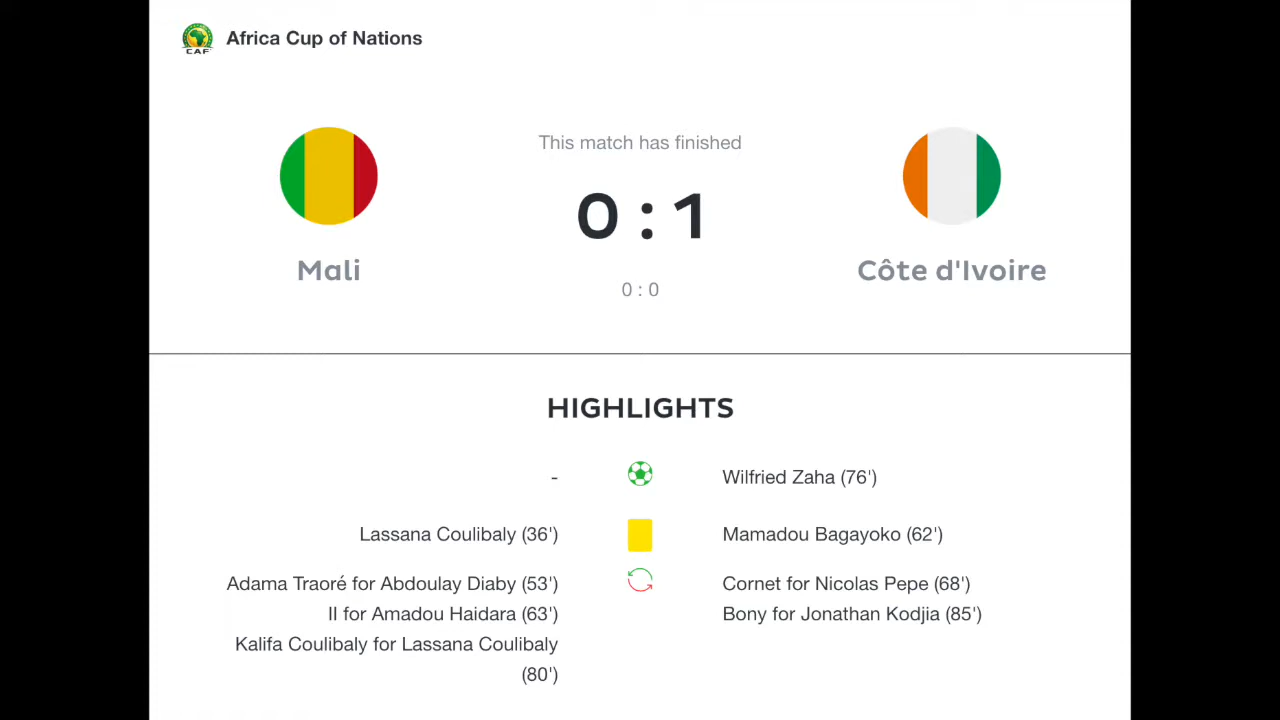 CAF
Africa Cup of Nations
This match has finished
0 : 1
Mali
Côte d'Ivoire
0 : 0
HIGHLIGHTS
-
Wilfried Zaha (76')
Lassana Coulibaly (36')
Mamadou Bagayoko (62')
Adama Traoré for Abdoulay Diaby (53')
II for Amadou Haidara (63')
Kalifa Coulibaly for Lassana Coulibaly
(80')
Cornet for Nicolas Pepe (68')
Bony for Jonathan Kodjia (85')